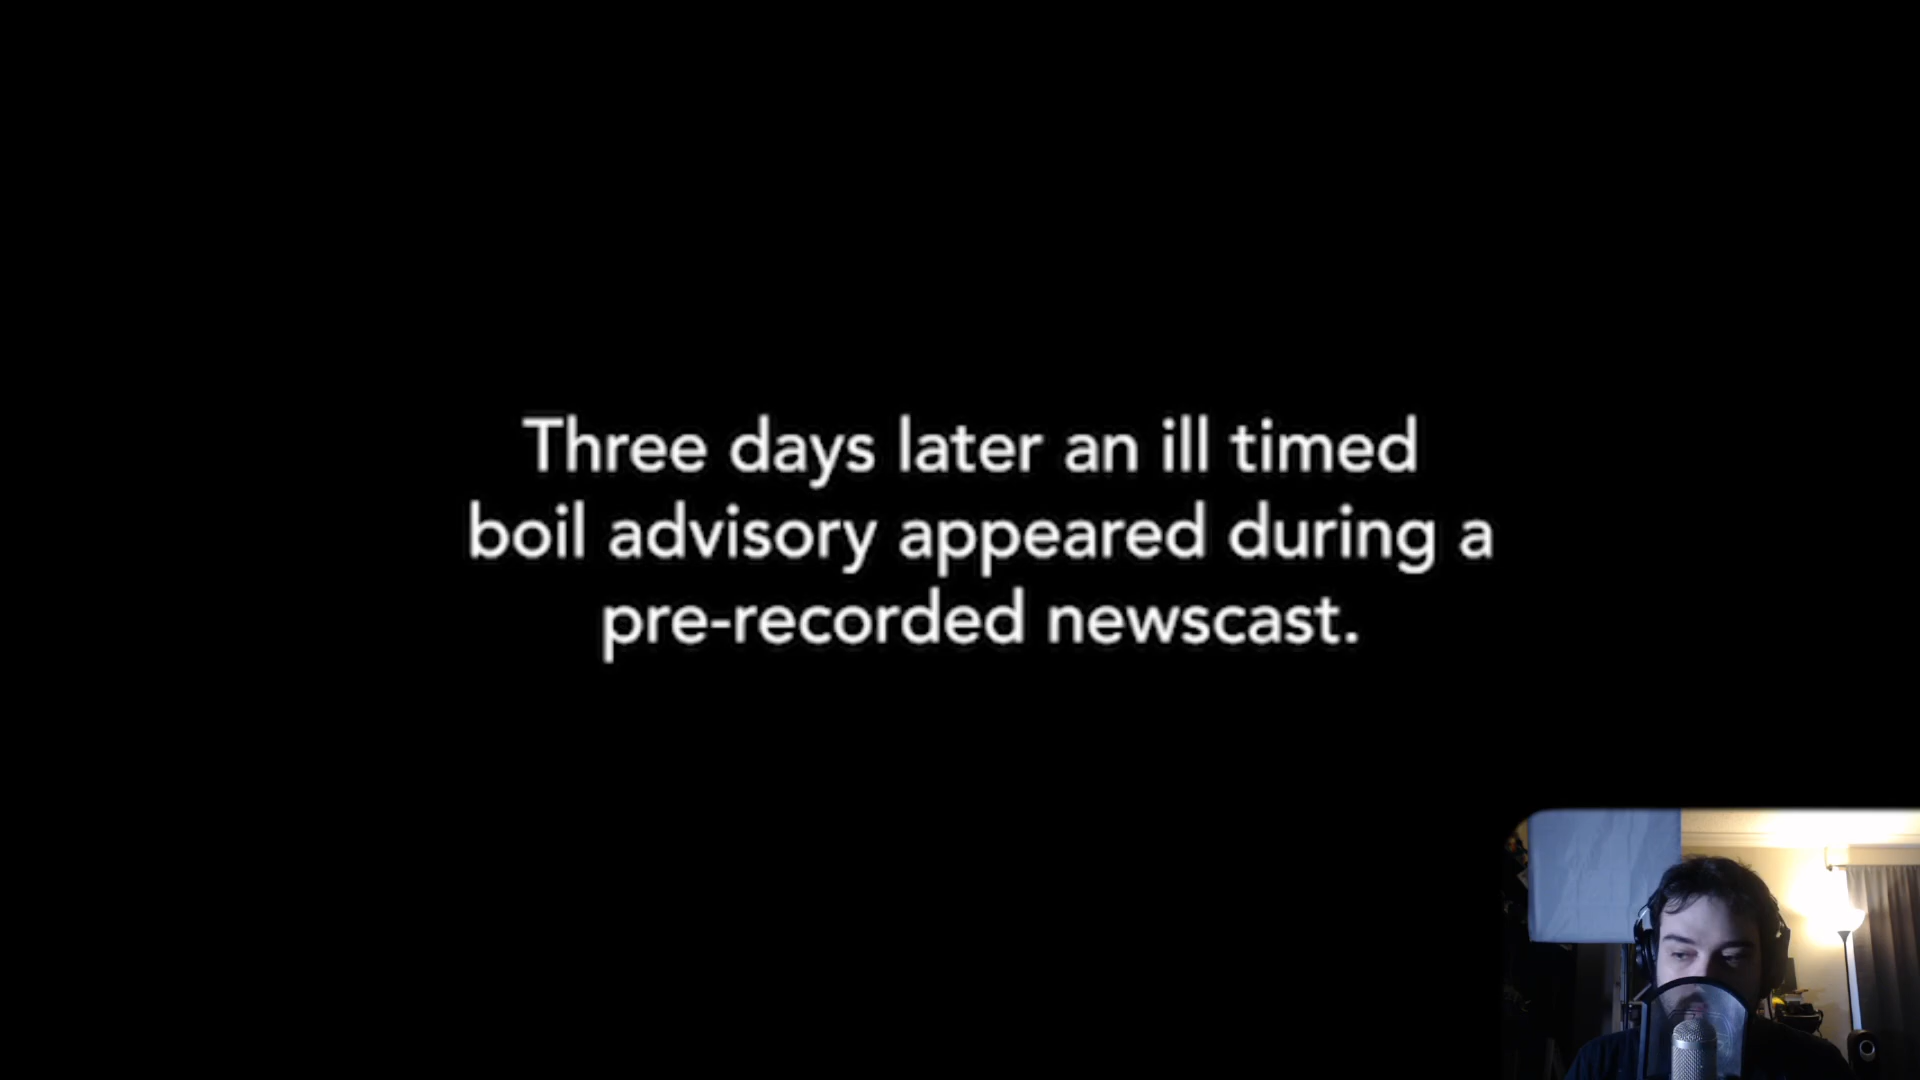 Three days later an ill timed
boil advisory appeared during a
pre-recorded newscast.